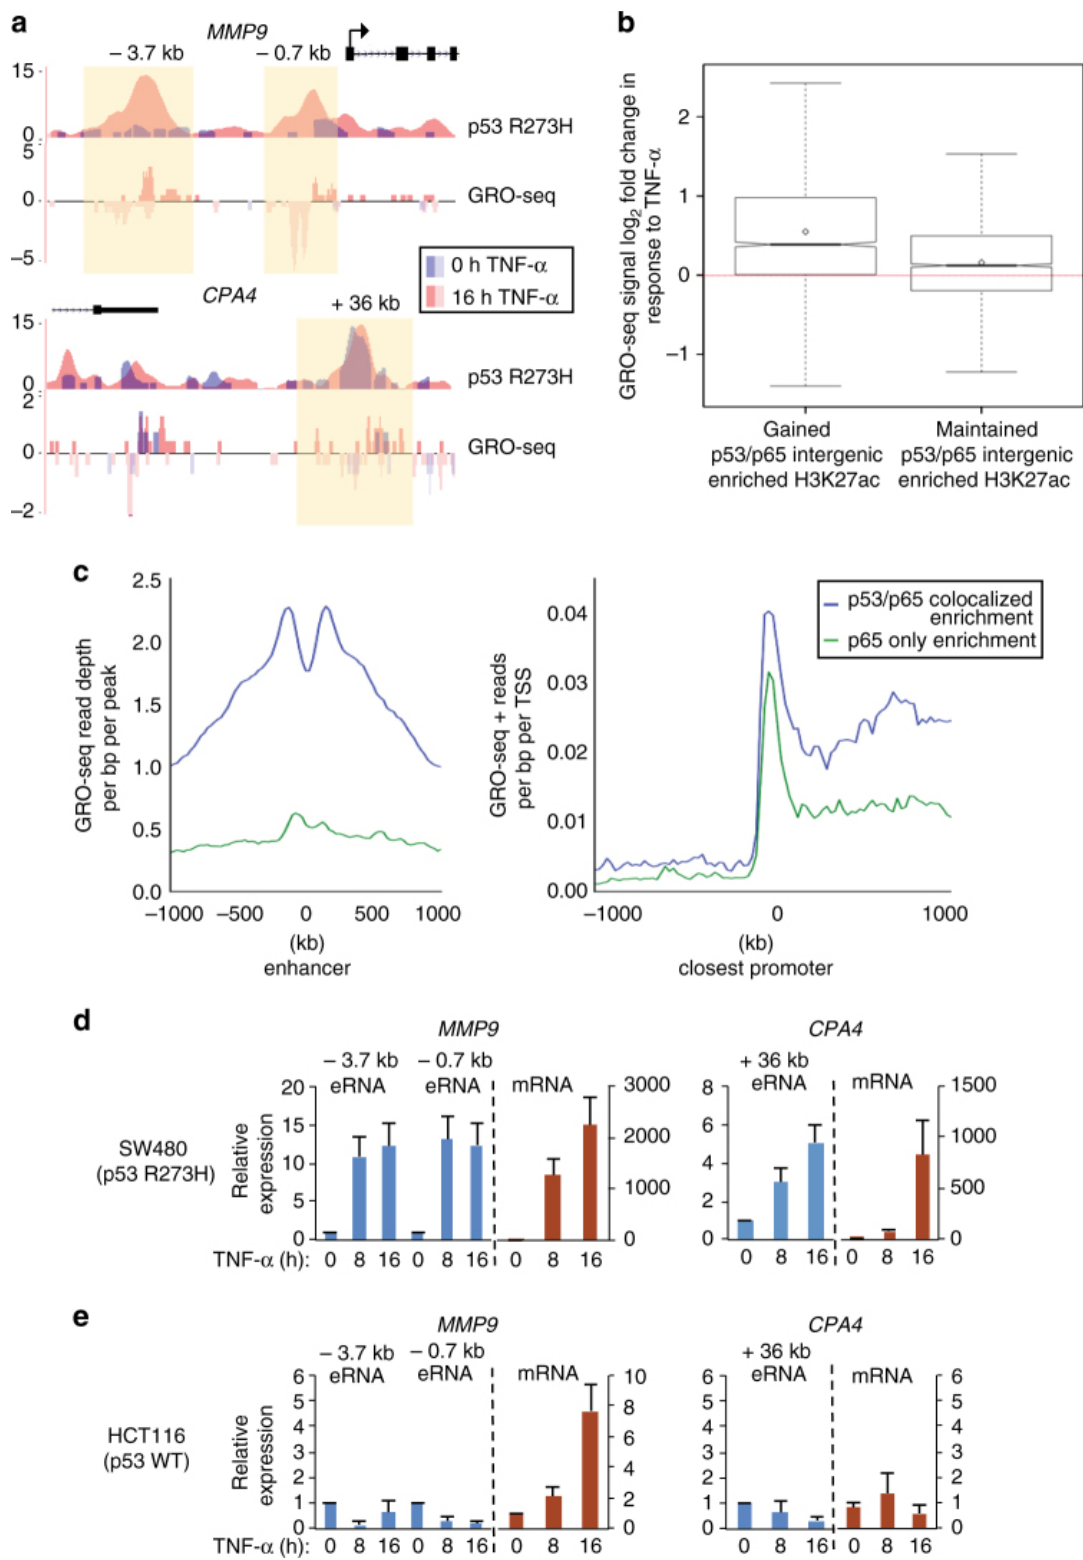 a
MMP9
– 3.7 kb
– 0.7 kb
15
0
p53 R273H
5
0
GRO-seq
–5
0 h TNF-α
16 h TNF-α
CPA4
+ 36 kb
15
0
p53 R273H
2
0
GRO-seq
–2
b
GRO-seq signal log2 fold change in
response to TNF-α
2
1
0
–1
Gained
p53/p65 intergenic
enriched H3K27ac
Maintained
p53/p65 intergenic
enriched H3K27ac
c
GRO-seq read depth
per bp per peak
2.5
2.0
1.5
1.0
0.5
0.0
–1000 –500 0 500 1000
(kb)
enhancer
GRO-seq + reads
per bp per TSS
0.04
0.03
0.02
0.01
0.00
–1000 0 1000
(kb)
closest promoter
p53/p65 colocalized
enrichment
p65 only enrichment
d
MMP9
CPA4
SW480
(p53 R273H)
Relative
expression
– 3.7 kb
eRNA
– 0.7 kb
eRNA
mRNA
20
15
10
5
0
3000
2000
1000
0
+ 36 kb
eRNA
mRNA
8
6
4
2
0
1500
1000
500
0
TNF-α (h): 0 8 16 0 8 16 0 8 16 0 8 16 0 8 16
e
MMP9
CPA4
HCT116
(p53 WT)
Relative
expression
– 3.7 kb
eRNA
– 0.7 kb
eRNA
mRNA
6
5
4
3
2
1
0
10
8
6
4
2
0
+ 36 kb
eRNA
mRNA
6
5
4
3
2
1
0
6
5
4
3
2
1
0
TNF-α (h): 0 8 16 0 8 16 0 8 16 0 8 16 0 8 16